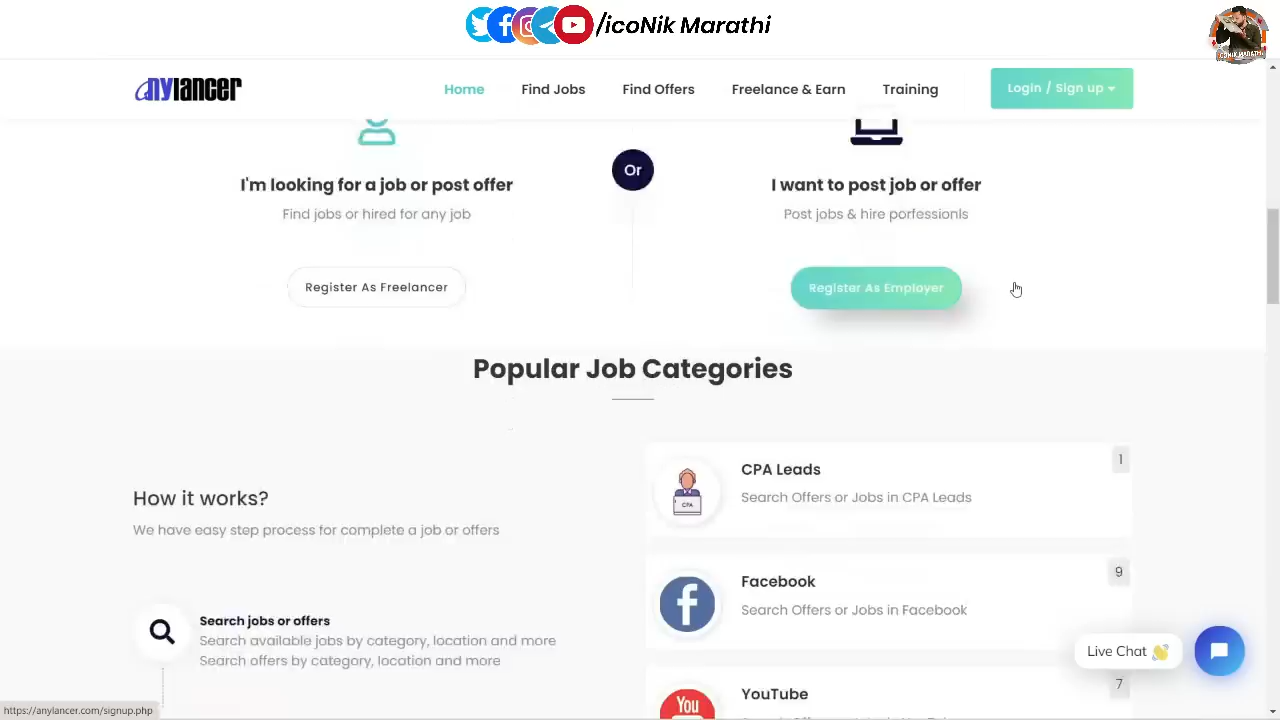 /icoNik Marathi
ICONIK MARATHI
Anylancer
Home
Find Jobs
Find Offers
Freelance & Earn
Training
Login / Sign up
I'm looking for a job or post offer
Find jobs or hired for any job
Register As Freelancer
Or
I want to post job or offer
Post jobs & hire porfessionls
Register As Employer
Popular Job Categories
How it works?
We have easy step process for complete a job or offers
Search jobs or offers
Search available jobs by category, location and more
Search offers by category, location and more
CPA
CPA Leads
Search Offers or Jobs in CPA Leads
1
Facebook
Search Offers or Jobs in Facebook
9
You
YouTube
7
Live Chat 👋
https://anylancer.com/signup.php